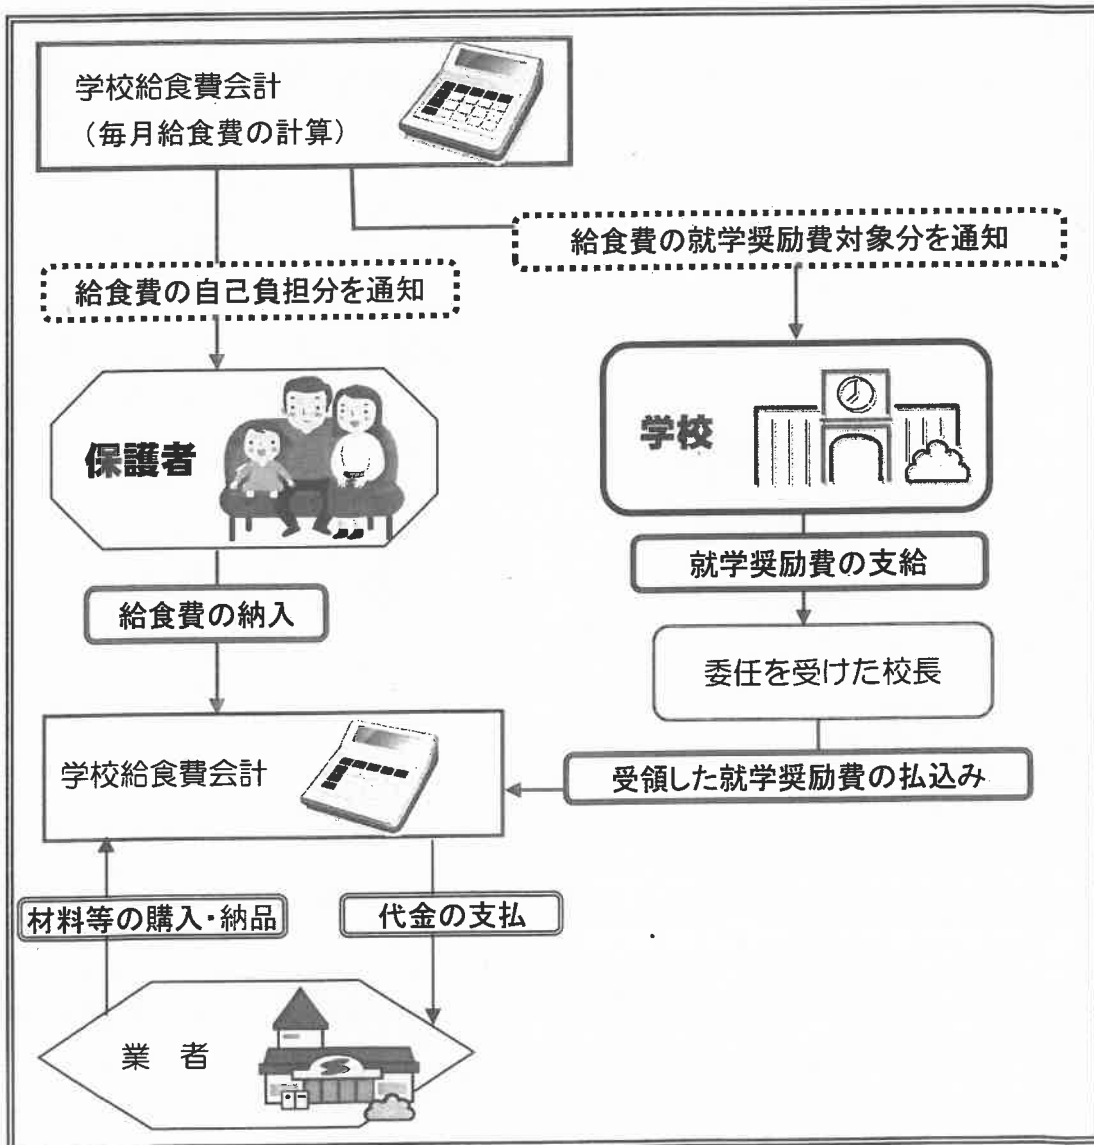 学校給食費会計
（毎月給食費の計算）
給食費の就学奨励費対象分を通知
給食費の自己負担分を通知
保護者
学校
就学奨励費の支給
給食費の納入
委任を受けた校長
学校給食費会計
受領した就学奨励費の払込み
材料等の購入・納品
代金の支払
業者